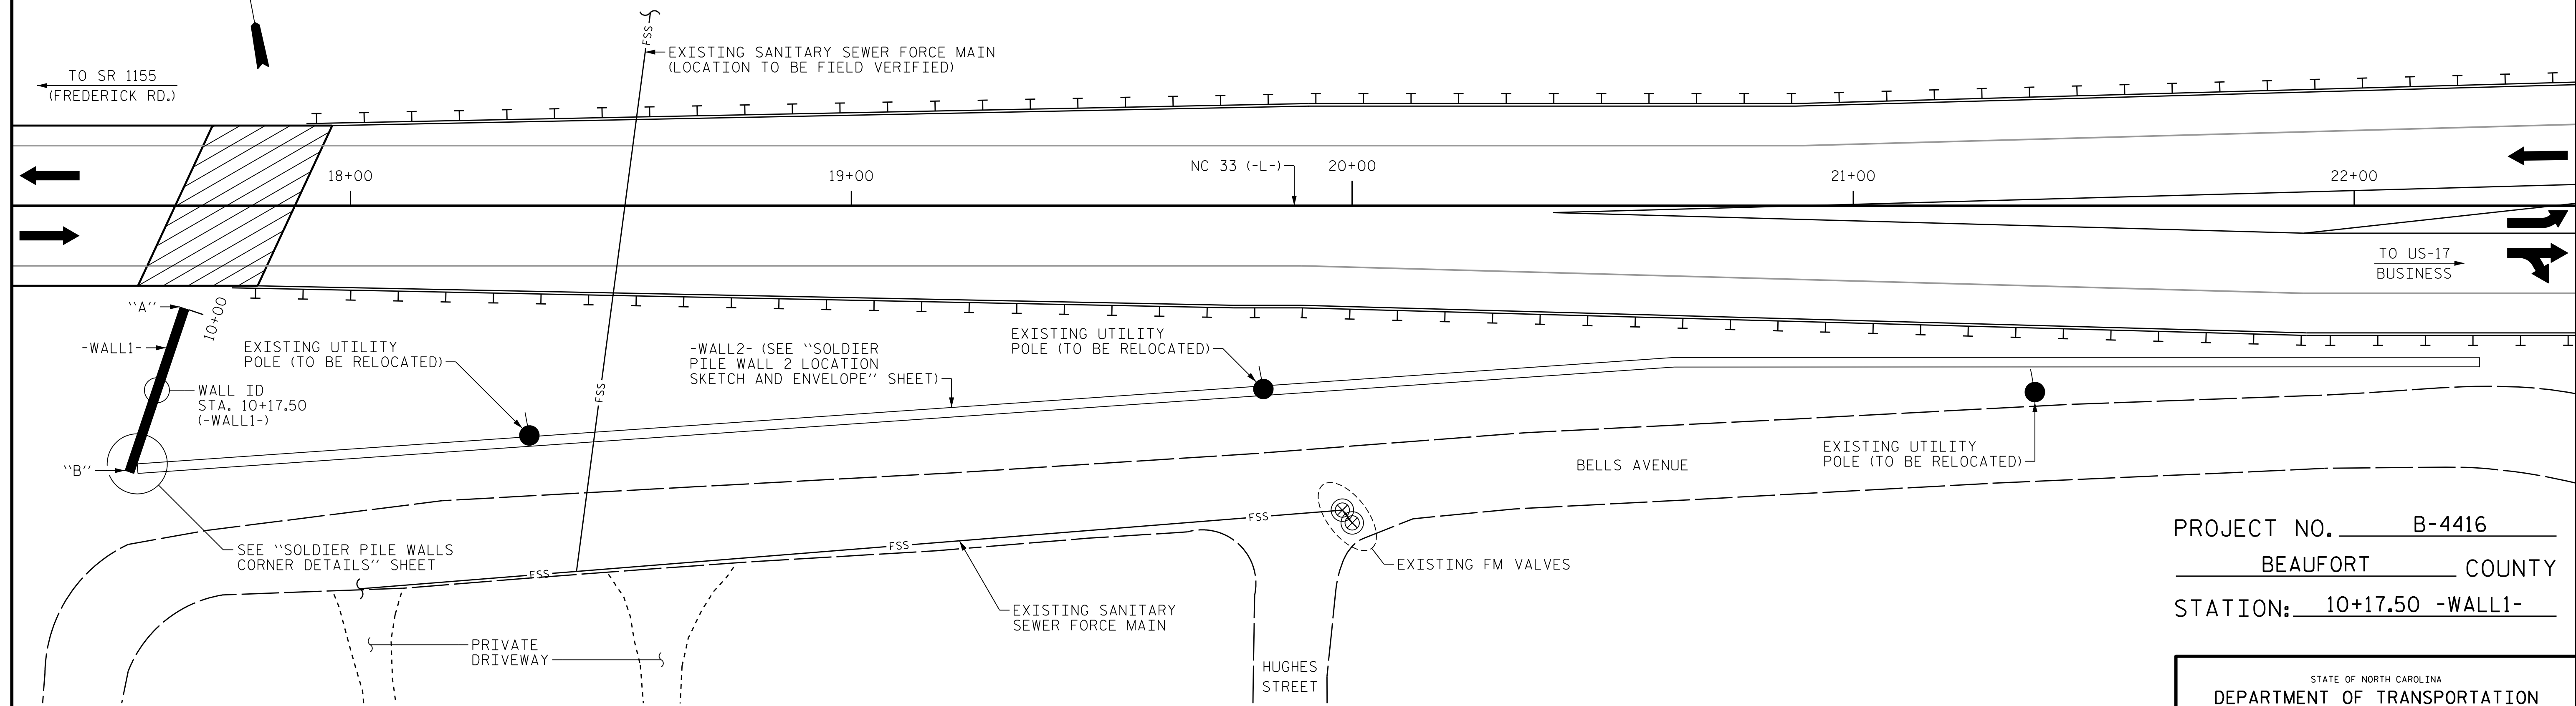 EXISTING SANITARY SEWER FORCE MAIN
(LOCATION TO BE FIELD VERIFIED)
FSS
TO SR 1155
(FREDERICK RD.)
18+00
19+00
NC 33 (-L-)
20+00
21+00
22+00
TO US-17
BUSINESS
``A´´
10+00
-WALL1-
WALL ID
STA. 10+17.50
(-WALL1-)
``B´´
EXISTING UTILITY
POLE (TO BE RELOCATED)
FSS
-WALL2- (SEE ``SOLDIER
PILE WALL 2 LOCATION
SKETCH AND ENVELOPE´´ SHEET)
EXISTING UTILITY
POLE (TO BE RELOCATED)
EXISTING UTILITY
POLE (TO BE RELOCATED)
BELLS AVENUE
SEE ``SOLDIER PILE WALLS
CORNER DETAILS´´ SHEET
FSS
FSS
FSS
EXISTING FM VALVES
EXISTING SANITARY
SEWER FORCE MAIN
PRIVATE
DRIVEWAY
HUGHES
STREET
PROJECT NO. B-4416
BEAUFORT COUNTY
STATION: 10+17.50 -WALL1-
STATE OF NORTH CAROLINA
DEPARTMENT OF TRANSPORTATION